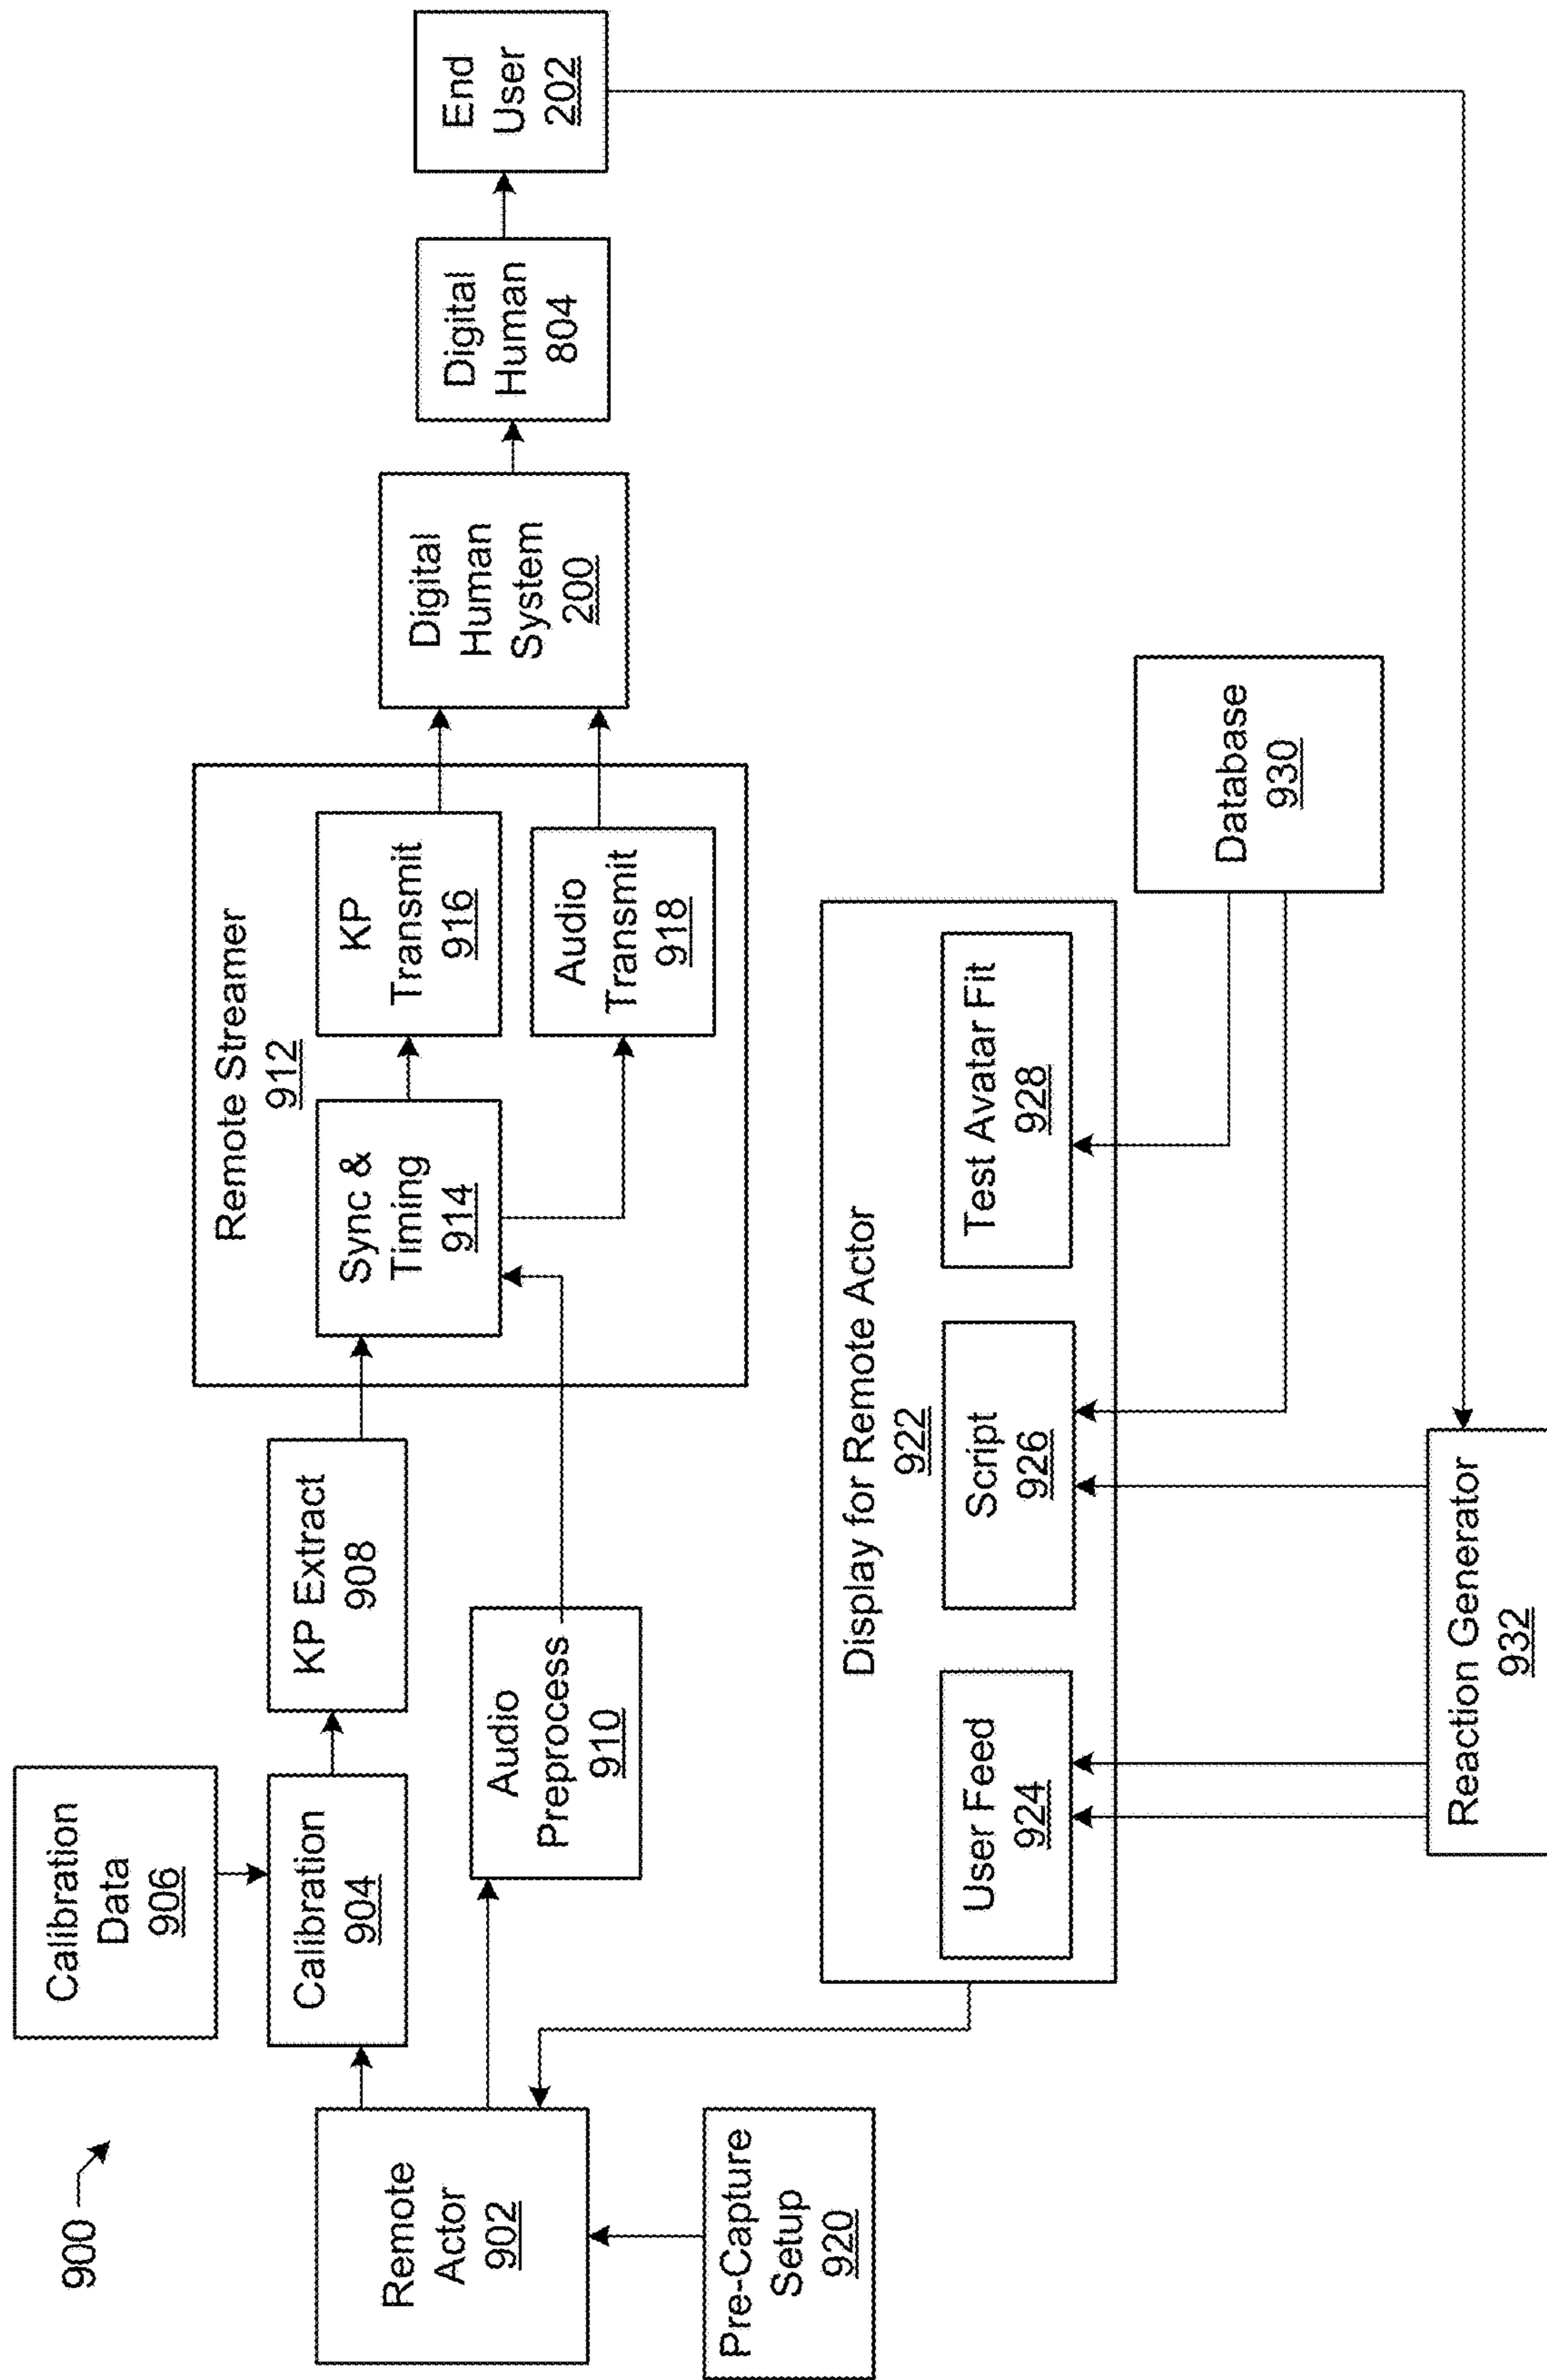 900
Calibration
Data
906
Calibration
904
KP Extract
908
Remote
Actor
902
Audio
Preprocess
910
Pre-Capture
Setup
920
Remote Streamer
912
Sync &
Timing
914
KP
Transmit
916
Audio
Transmit
918
Digital
Human
System
200
Digital
Human
804
End
User
202
Display for Remote Actor
922
User Feed
924
Script
926
Test Avatar Fit
928
Database
930
Reaction Generator
932